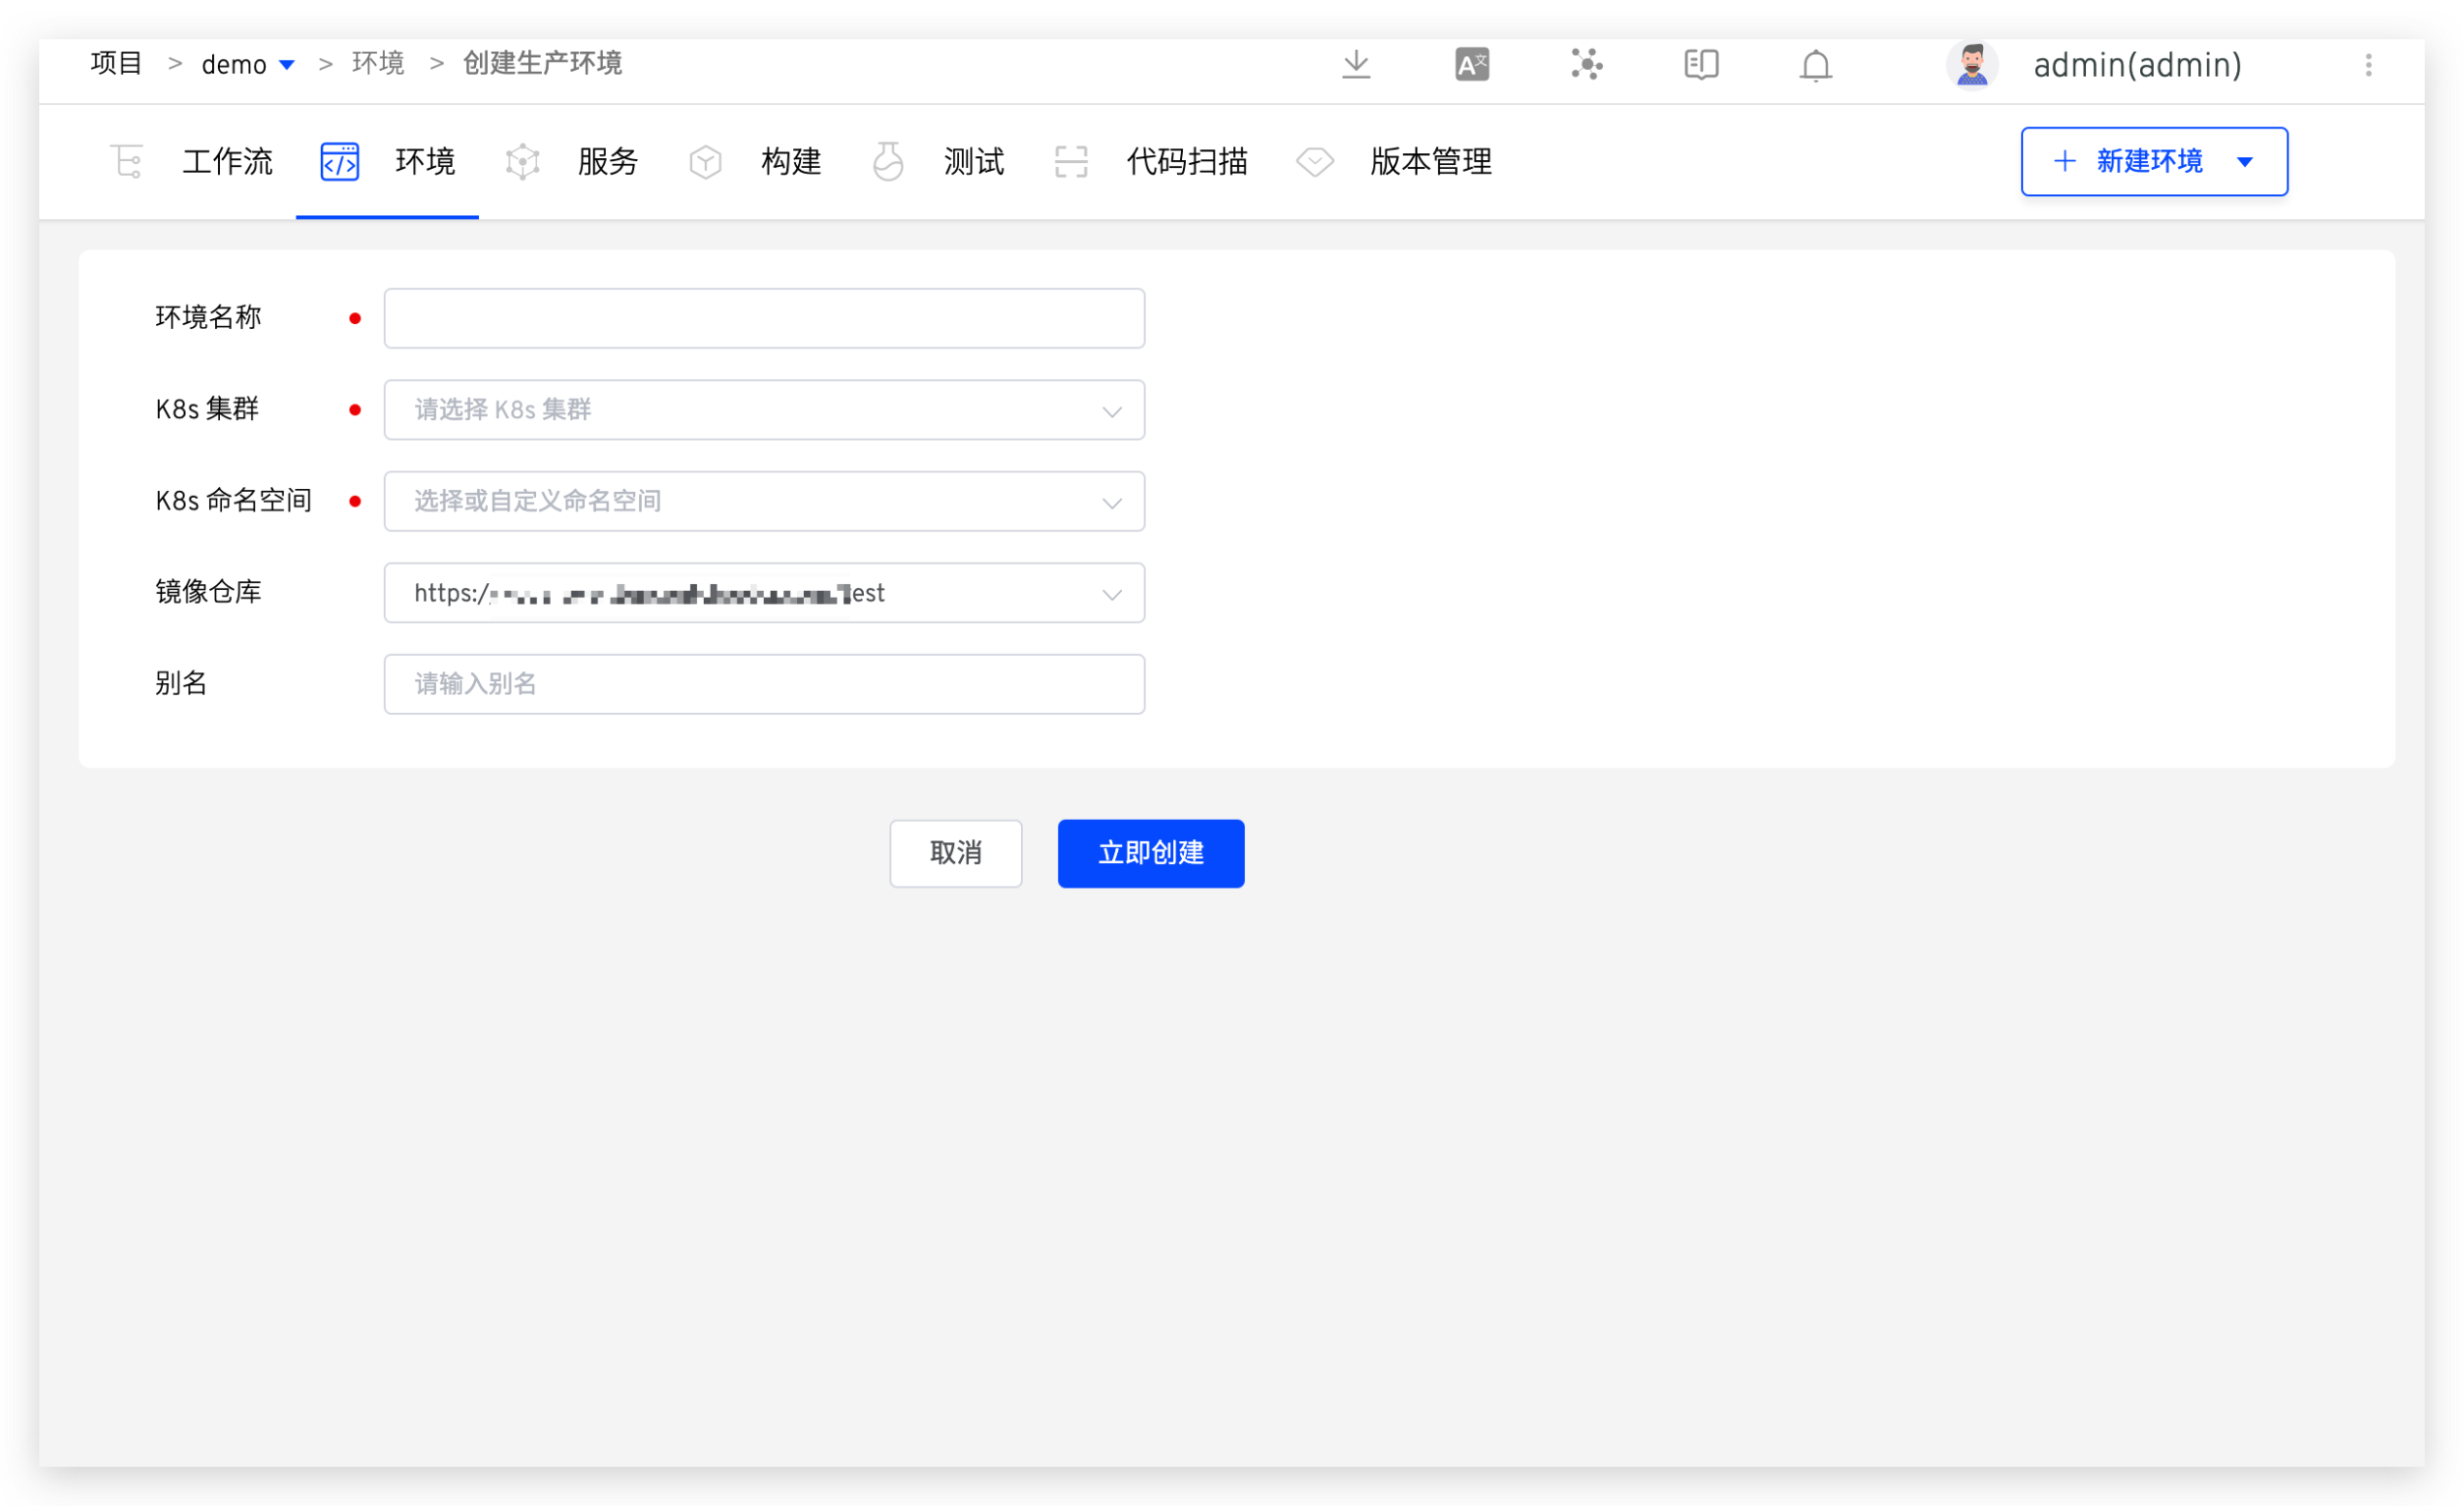 项目 > demo > 环境 > 创建生产环境 admin(admin)
工作流 环境 服务 构建 测试 代码扫描 版本管理 + 新建环境
环境名称
K8s 集群 请选择 K8s 集群
K8s 命名空间 选择或自定义命名空间
镜像仓库 https:/ est
别名 请输入别名
取消 立即创建